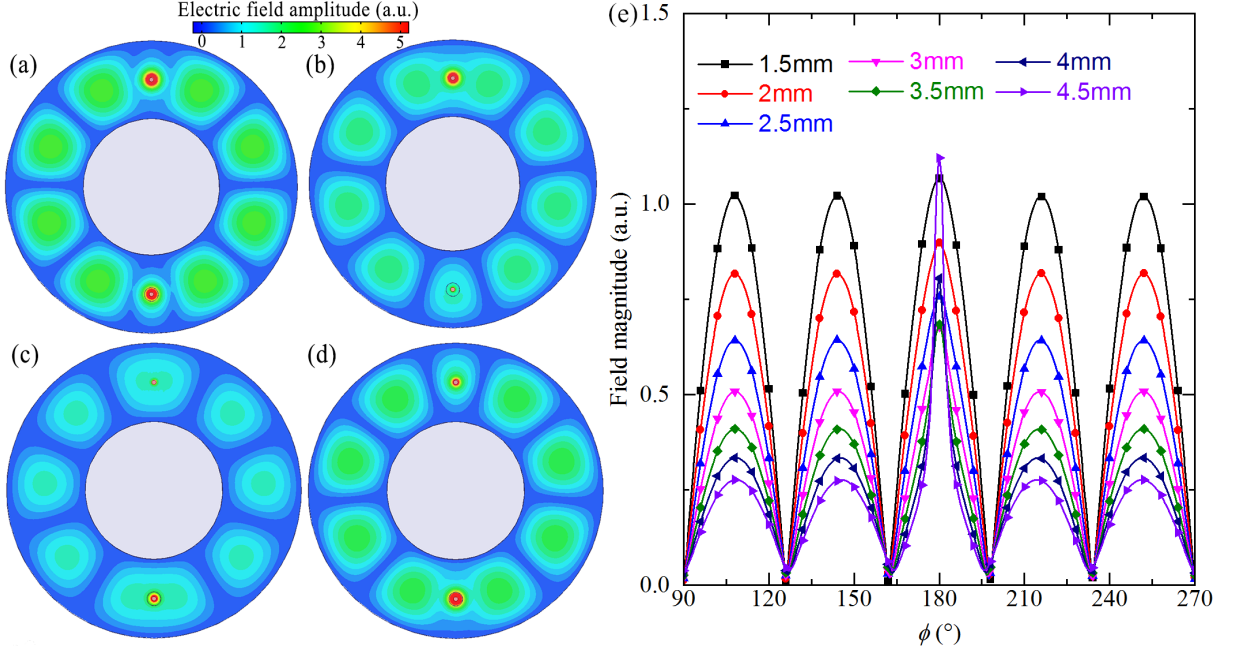 Electric field amplitude (a.u.)
0 1 2 3 4 5
(a)
(b)
(c)
(d)
(e)
1.5
1.0
0.5
0.0
Field magnitude (a.u.)
1.5mm 3mm 4mm
2mm 3.5mm 4.5mm
2.5mm
90 120 150 180 210 240 270
ϕ (°)